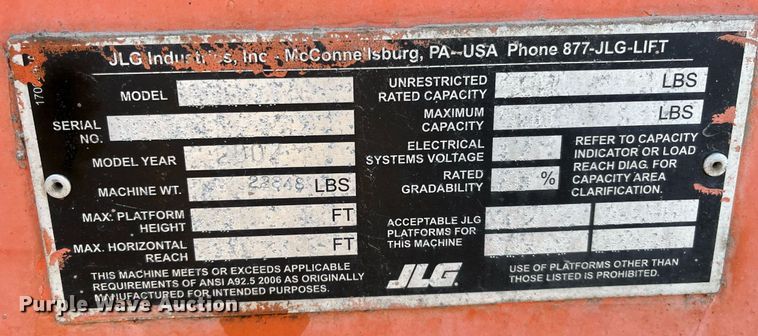 JLG Industries, Inc - McConnellsburg, PA--USA Phone 877-JLG-LIFT
MODEL
SERIAL NO.
MODEL YEAR
MACHINE WT. LBS
MAX. PLATFORM HEIGHT FT
MAX. HORIZONTAL REACH FT
THIS MACHINE MEETS OR EXCEEDS APPLICABLE
REQUIREMENTS OF ANSI A92.5 2006 AS ORIGINALLY
MANUFACTURED FOR INTENDED PURPOSES.
UNRESTRICTED
RATED CAPACITY LBS
MAXIMUM
CAPACITY LBS
ELECTRICAL
SYSTEMS VOLTAGE
RATED
GRADABILITY %
REFER TO CAPACITY
INDICATOR OR LOAD
REACH DIAG. FOR
CAPACITY AREA
CLARIFICATION.
ACCEPTABLE JLG
PLATFORMS FOR
THIS MACHINE
JLG
USE OF PLATFORMS OTHER THAN
THOSE LISTED IS PROHIBITED.
Purple Wave Auction